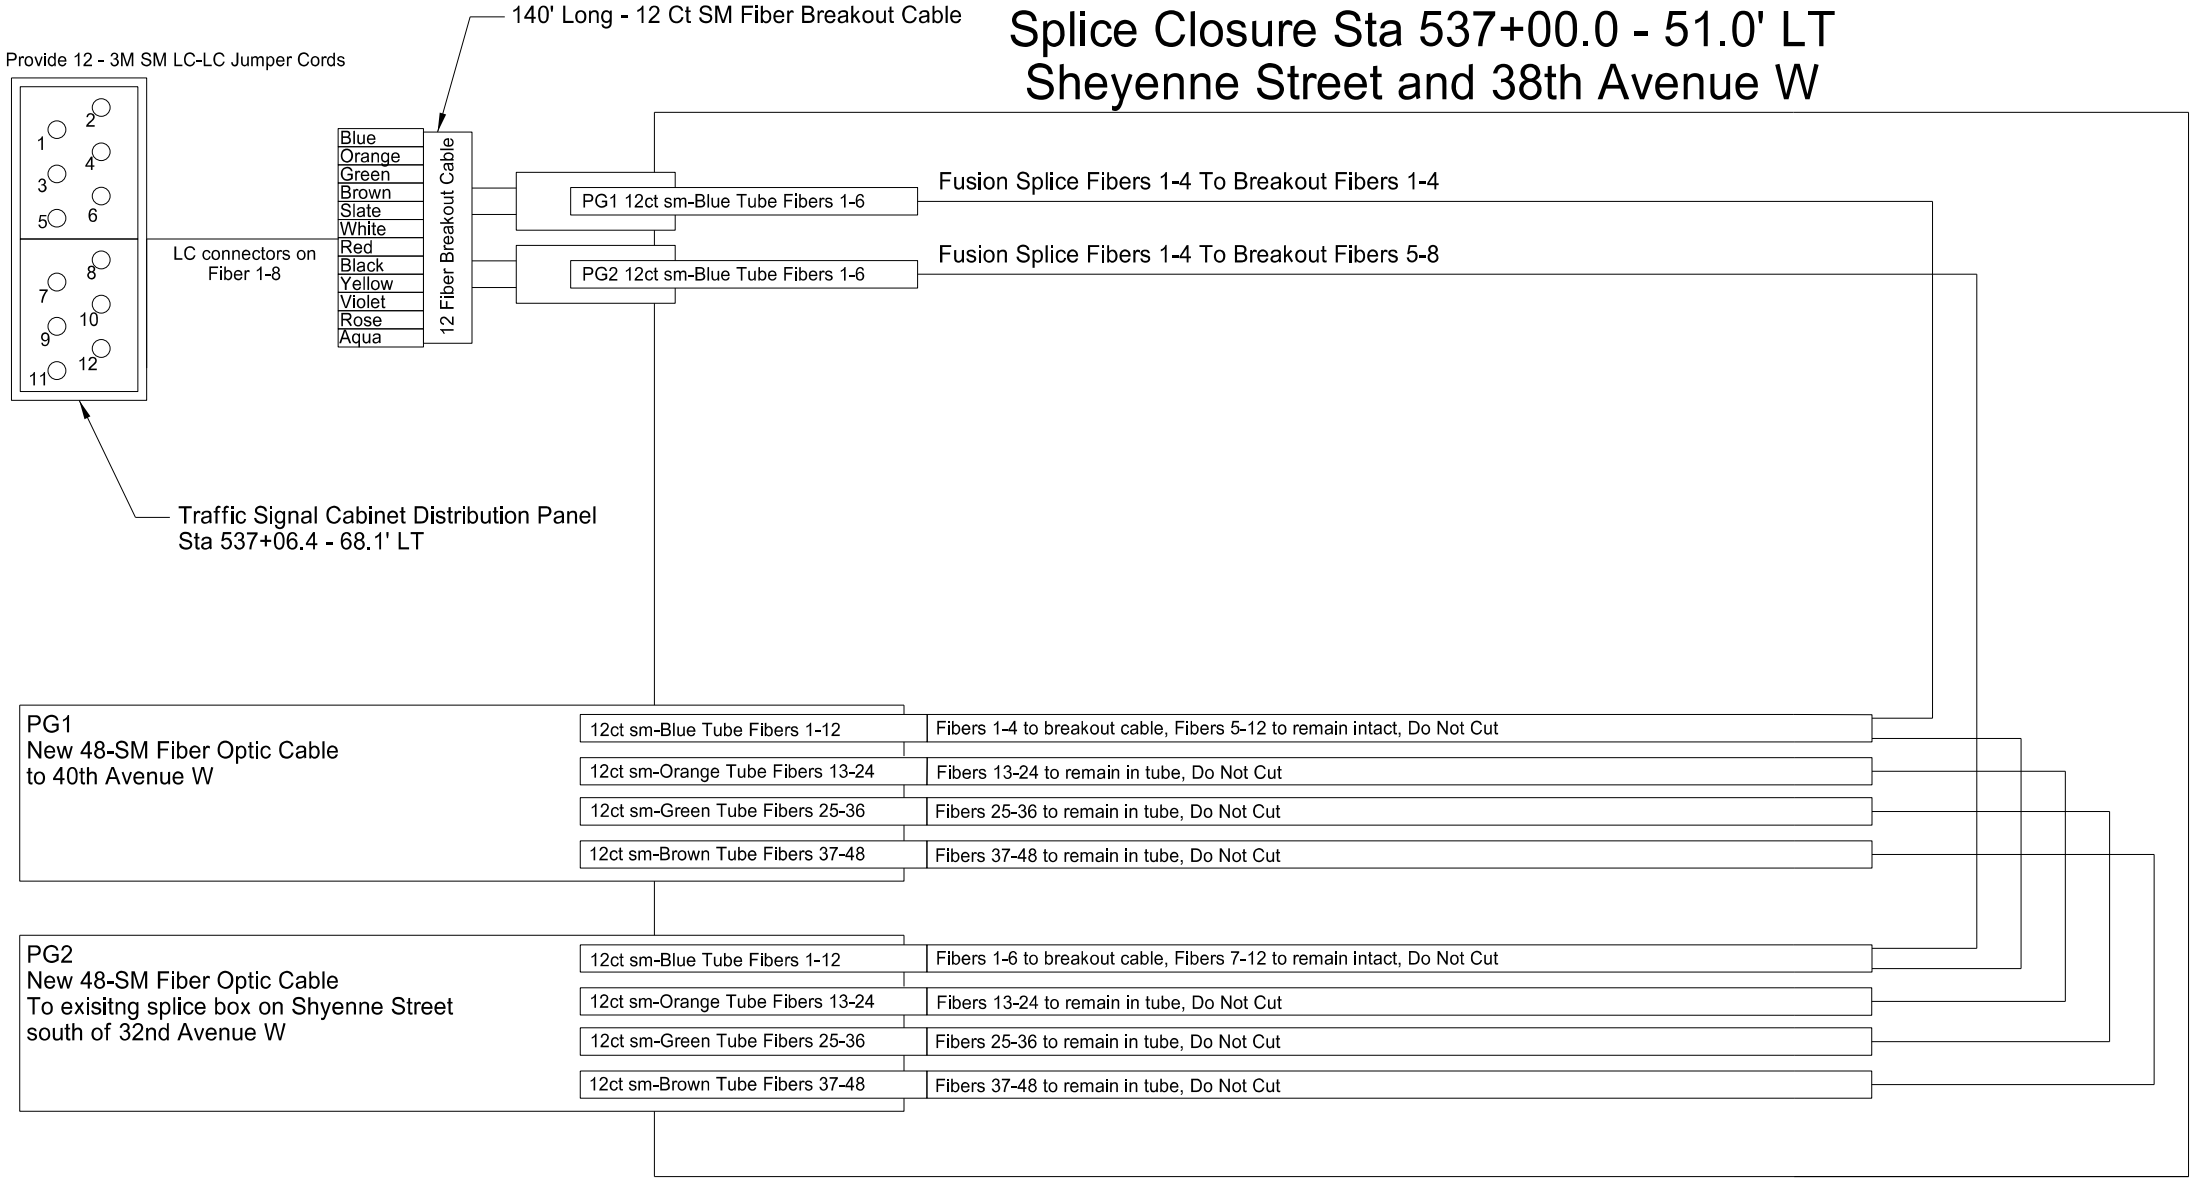 140' Long - 12 Ct SM Fiber Breakout Cable
Splice Closure Sta 537+00.0 - 51.0' LT
Sheyenne Street and 38th Avenue W
Provide 12 - 3M SM LC-LC Jumper Cords
1
2
3
4
5
6
7
8
9
10
11
12
LC connectors on
Fiber 1-8
Blue
Orange
Green
Brown
Slate
White
Red
Black
Yellow
Violet
Rose
Aqua
12 Fiber Breakout Cable
PG1 12ct sm-Blue Tube Fibers 1-6
Fusion Splice Fibers 1-4 To Breakout Fibers 1-4
PG2 12ct sm-Blue Tube Fibers 1-6
Fusion Splice Fibers 1-4 To Breakout Fibers 5-8
Traffic Signal Cabinet Distribution Panel
Sta 537+06.4 - 68.1' LT
PG1
New 48-SM Fiber Optic Cable
to 40th Avenue W
12ct sm-Blue Tube Fibers 1-12
Fibers 1-4 to breakout cable, Fibers 5-12 to remain intact, Do Not Cut
12ct sm-Orange Tube Fibers 13-24
Fibers 13-24 to remain in tube, Do Not Cut
12ct sm-Green Tube Fibers 25-36
Fibers 25-36 to remain in tube, Do Not Cut
12ct sm-Brown Tube Fibers 37-48
Fibers 37-48 to remain in tube, Do Not Cut
PG2
New 48-SM Fiber Optic Cable
To exisitng splice box on Shyenne Street
south of 32nd Avenue W
12ct sm-Blue Tube Fibers 1-12
Fibers 1-6 to breakout cable, Fibers 7-12 to remain intact, Do Not Cut
12ct sm-Orange Tube Fibers 13-24
Fibers 13-24 to remain in tube, Do Not Cut
12ct sm-Green Tube Fibers 25-36
Fibers 25-36 to remain in tube, Do Not Cut
12ct sm-Brown Tube Fibers 37-48
Fibers 37-48 to remain in tube, Do Not Cut